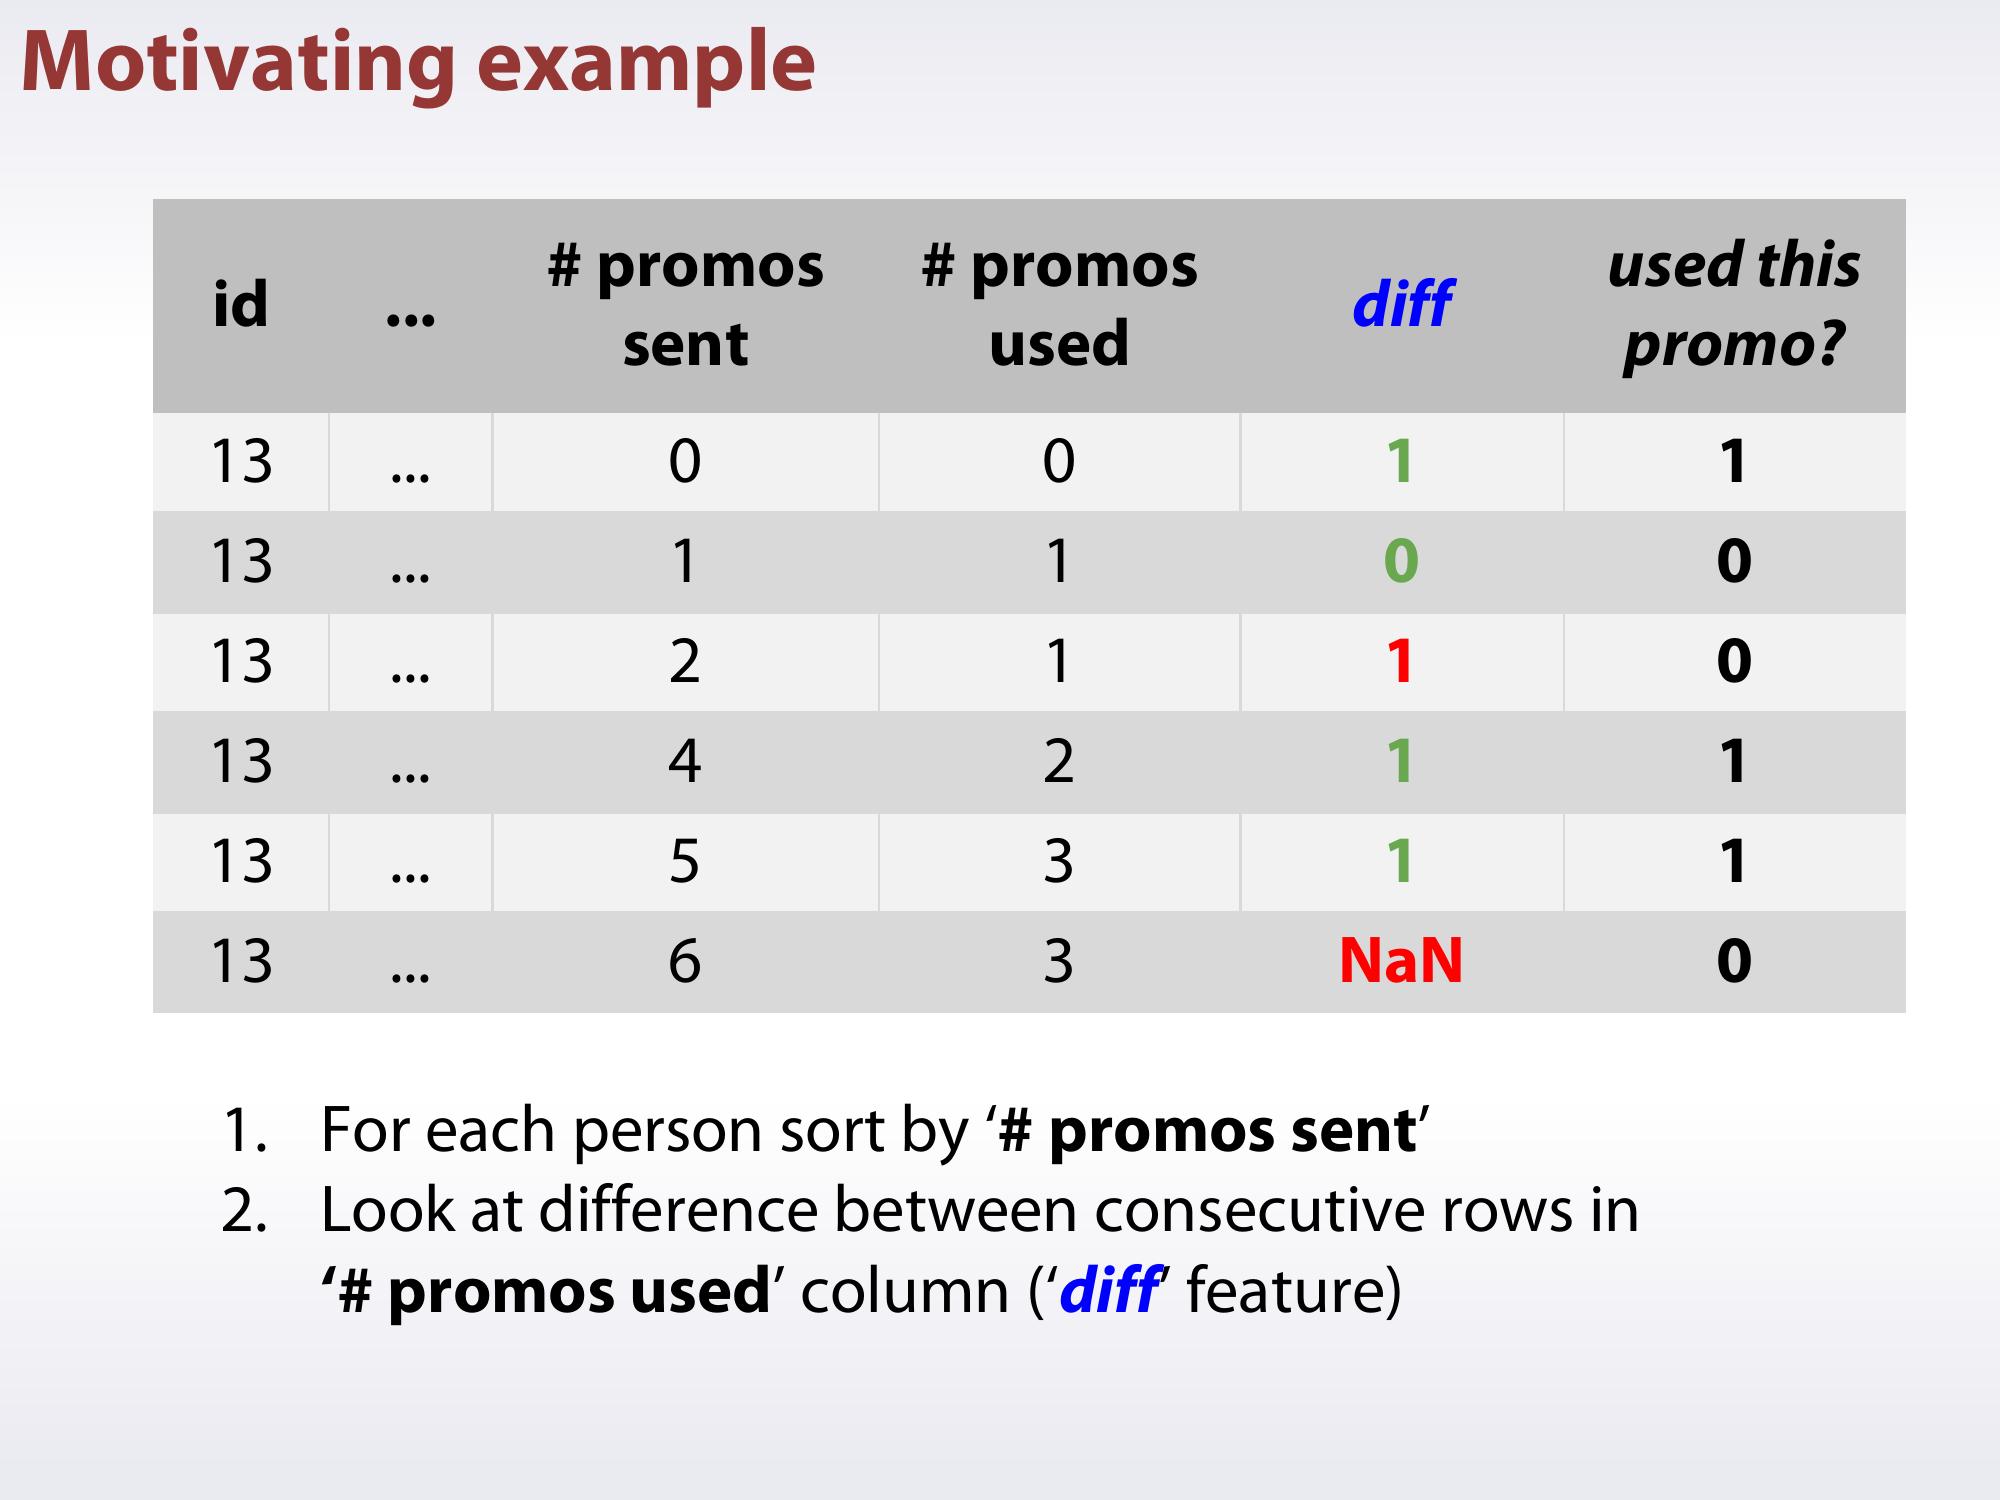 Motivating example
id ... # promos sent # promos used diff used this promo?
13 ... 0 0 1 1
13 ... 1 1 0 0
13 ... 2 1 1 0
13 ... 4 2 1 1
13 ... 5 3 1 1
13 ... 6 3 NaN 0
1. For each person sort by ‘# promos sent’
2. Look at difference between consecutive rows in
‘# promos used’ column (‘diff’ feature)